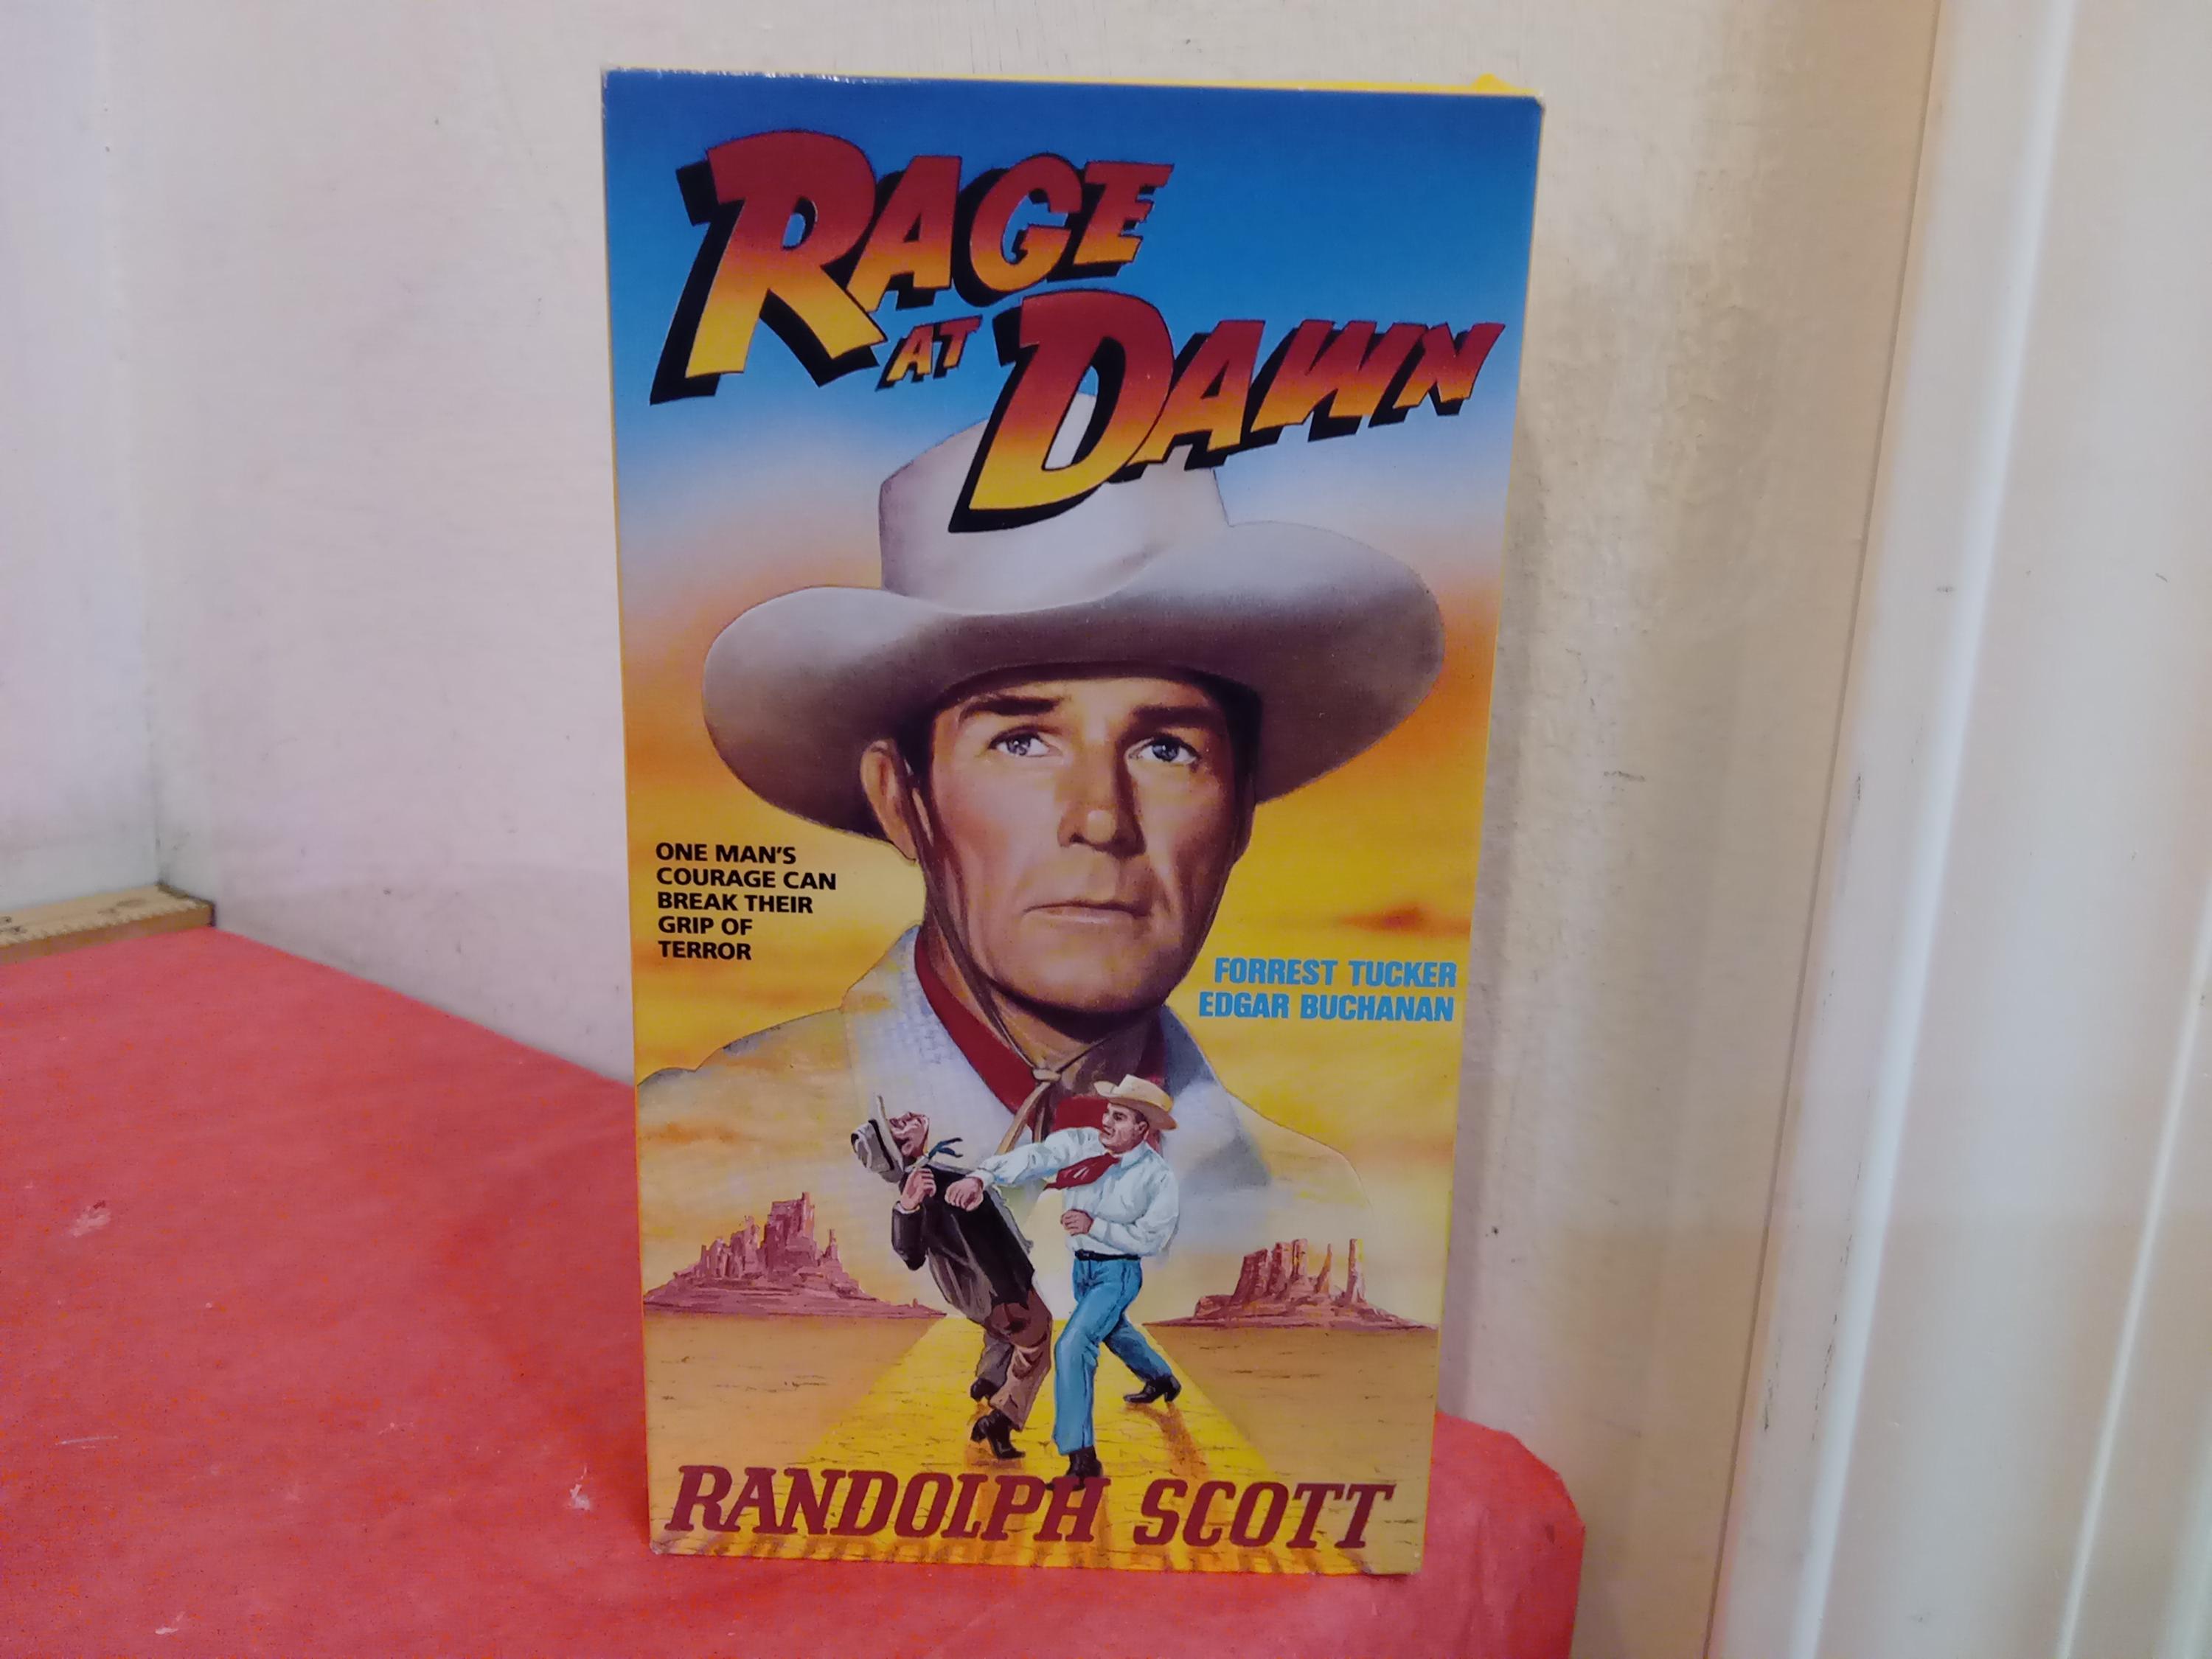 RAGE
AT DAWN
ONE MAN'S
COURAGE CAN
BREAK THEIR
GRIP OF
TERROR
FORREST TUCKER
EDGAR BUCHANAN
RANDOLPH SCOTT